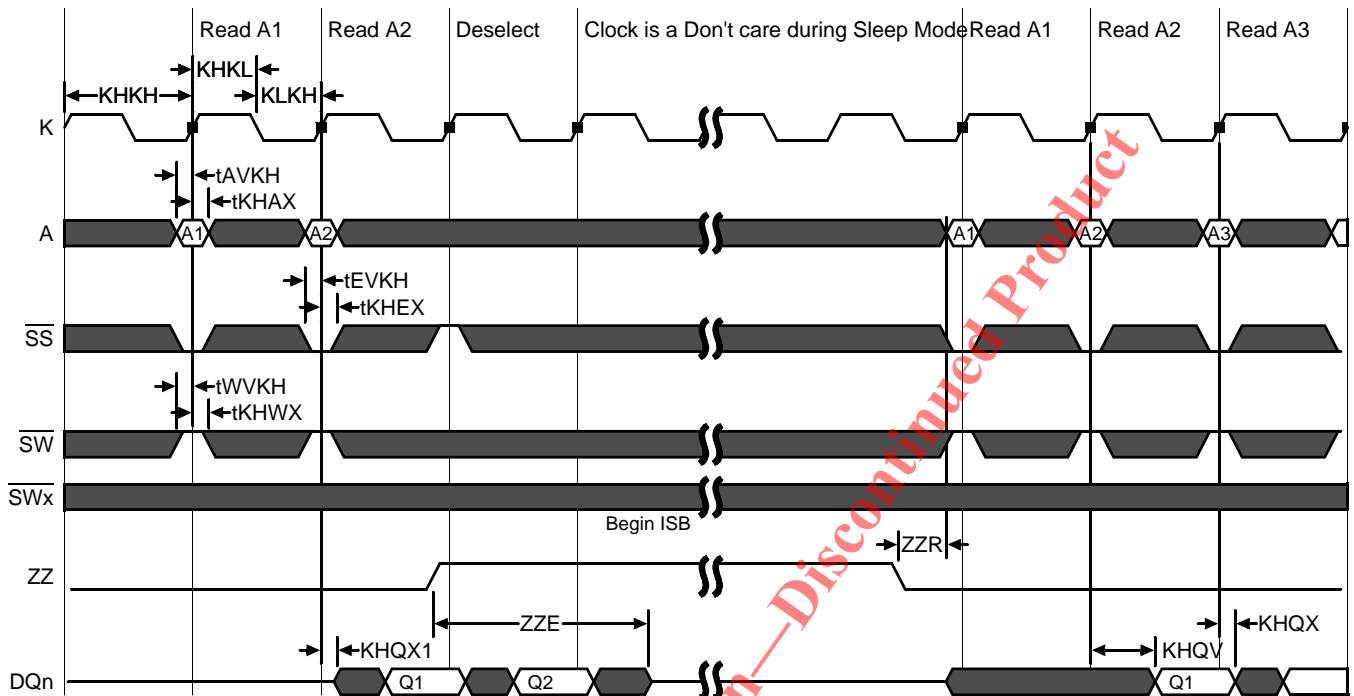 Read A1 Read A2 Deselect Clock is a Don't care during Sleep Mode Read A1 Read A2 Read A3
KHKL
KHKH KLKH
K
tAVKH
tKHAX
A A1 A2 A1 A2 A3
tEVKH
tKHEX
SS
tWVKH
tKHWX
SW
SWx
Begin ISB
ZZR
ZZ
ZZE
KHQX1 KHQV KHQX
DQn Q1 Q2 Q1
n—Discontinued Product